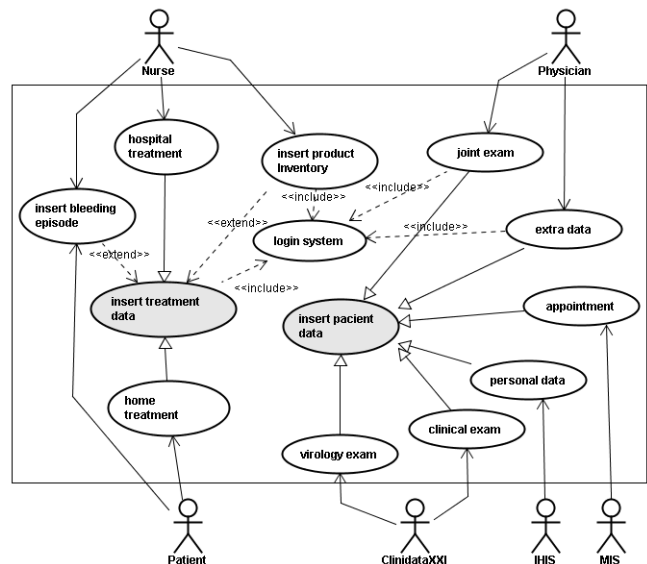 Nurse
Physician
hospital
treatment
insert product
Inventory
joint exam
<<include>>
<<include>>
insert bleeding
episode
<<extend>>
<<include>>
extra data
login system
<<extend>>
<<include>>
insert treatment
data
insert pacient
data
appointment
personal data
home
treatment
clinical exam
virology exam
Patient
ClinidataXXI
IHIS
MIS